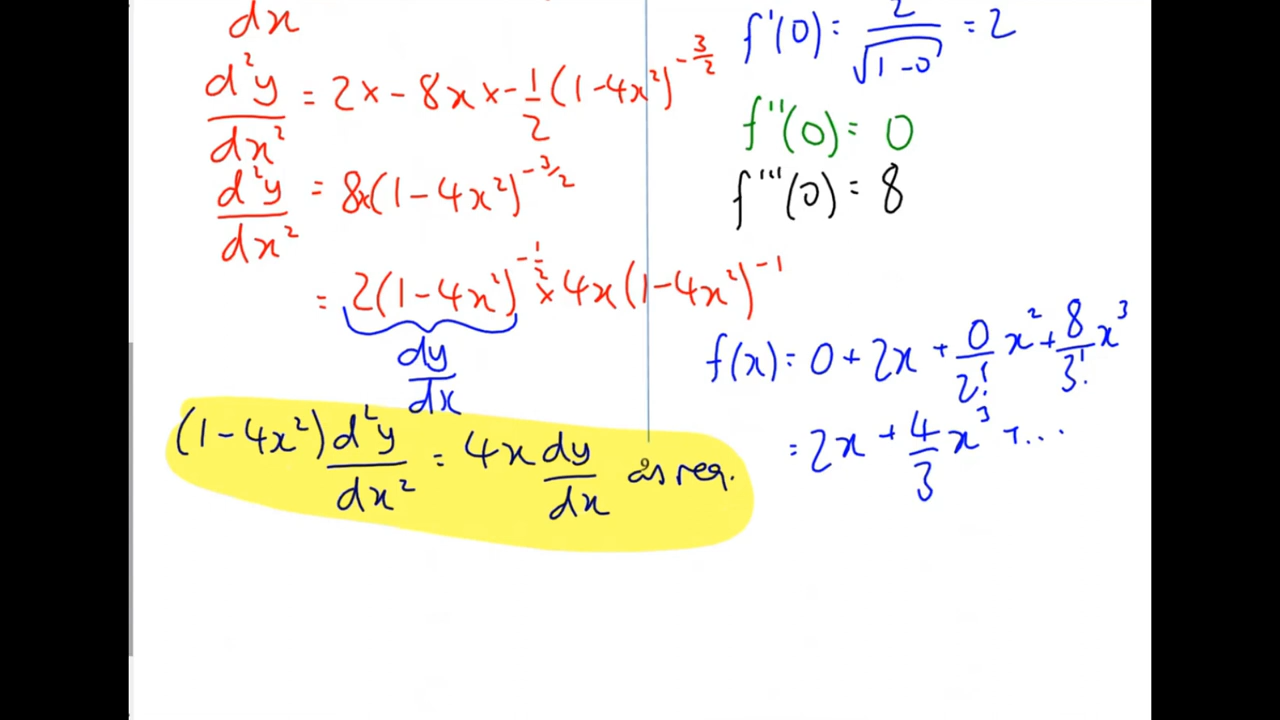 dx
d²y/dx² = 2 × - 8x × - 1/2 (1-4x²)^-3/2
d²y/dx² = 8x(1-4x²)^-3/2
= 2(1-4x²)^-1/2 × 4x(1-4x²)^-1
dy/dx
(1-4x²) d²y/dx² = 4x dy/dx as req.
f'(0) = 2/√(1-0) = 2
f''(0) = 0
f'''(0) = 8
f(x) = 0 + 2x + 0/2! x² + 8/3! x³
= 2x + 4/3 x³ + ...